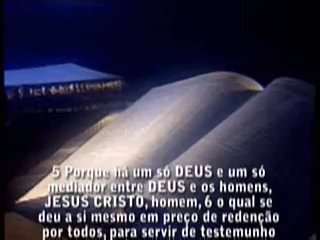 5 Porque há um só DEUS e um só
mediador entre DEUS e os homens,
JESUS CRISTO, homem, 6 o qual se
deu a si mesmo em preço de redenção
por todos, para servir de testemunho